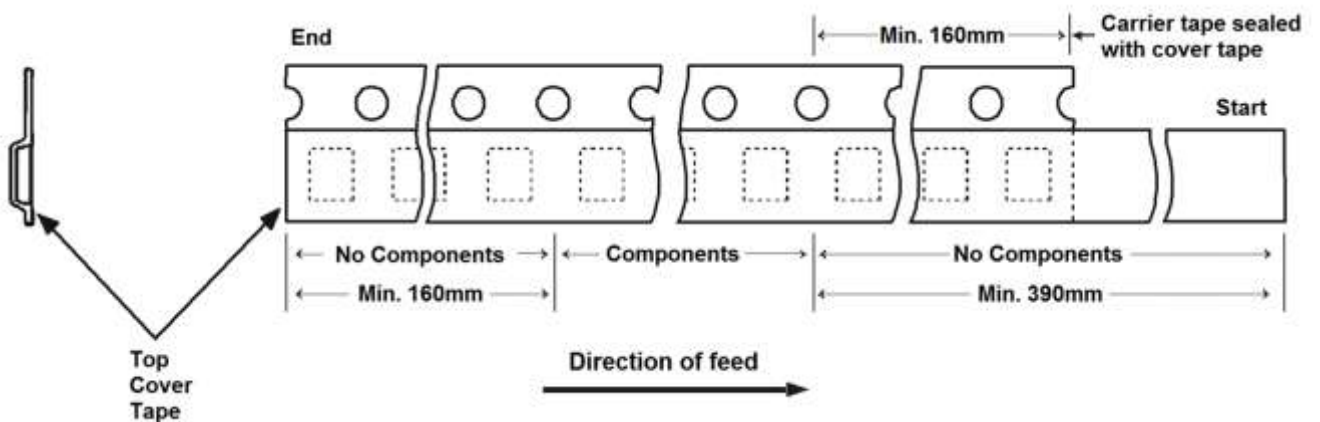 End
Min. 160mm
Carrier tape sealed
with cover tape
Start
No Components
Components
No Components
Min. 160mm
Min. 390mm
Top
Cover
Tape
Direction of feed